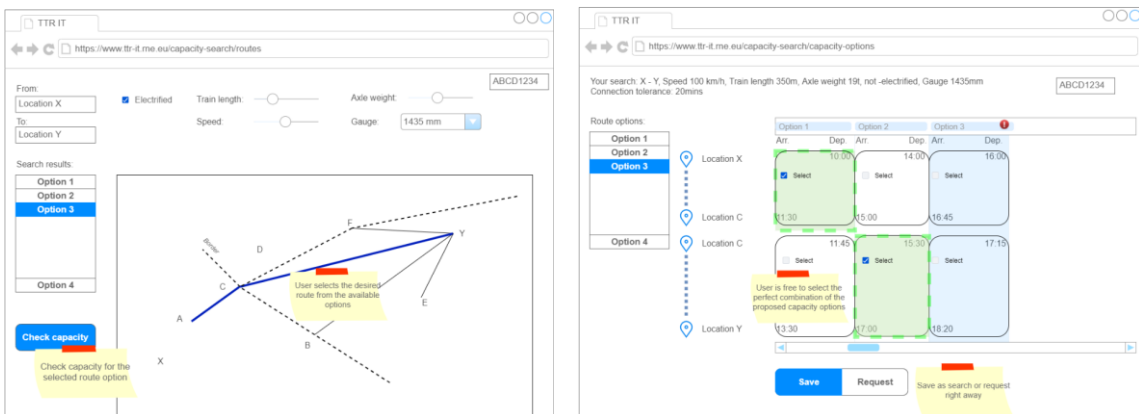 TTR IT
https://www.ttr-it.rne.eu/capacity-search/routes
ABCD1234
From:
Location X
To:
Location Y
Electrified
Train length:
Axle weight:
Speed:
Gauge:
1435 mm
Search results:
Option 1
Option 2
Option 3
Option 4
Check capacity
Check capacity for the
selected route option
Border
F
D
Y
C
User selects the desired
route from the available
options
E
A
B
X
TTR IT
https://www.ttr-it.rne.eu/capacity-search/capacity-options
Your search: X - Y, Speed 100 km/h, Train length 350m, Axle weight 19t, not -electrified, Gauge 1435mm
Connection tolerance: 20mins
ABCD1234
Route options:
Option 1
Option 2
Option 3
Option 4
Option 1 Option 2 Option 3
Arr. Dep. Arr. Dep. Arr. Dep.
Location X
10:00 14:00 16:00
Select Select Select
Location C
11:30 15:00 16:45
Location C
11:45 15:30 17:15
Select Select Select
User is free to select the
perfect combination of the
proposed capacity options
Location Y
13:30 17:00 18:20
Save Request
Save as search or request
right away